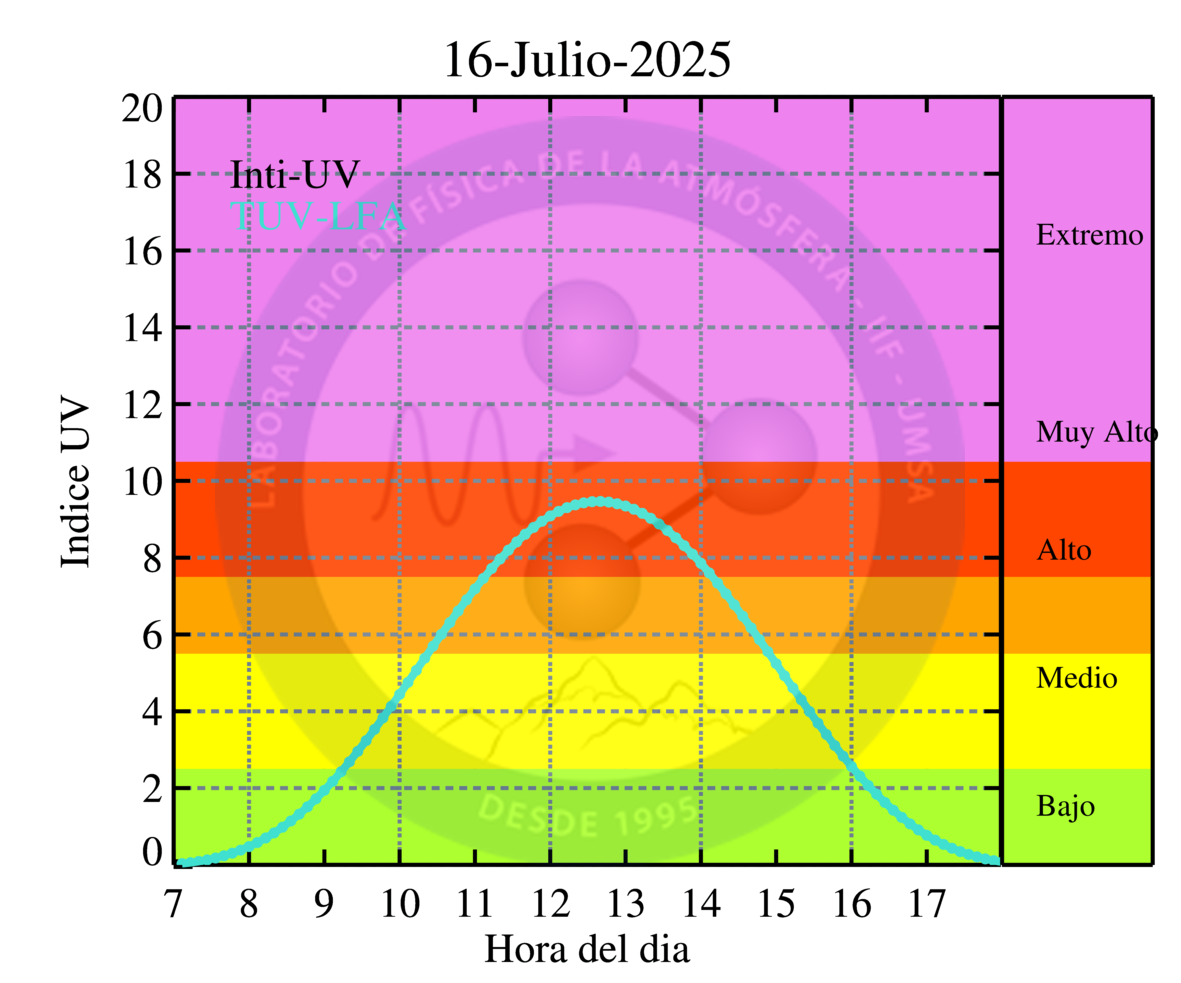 16-Julio-2025
Inti-UV
TUV-LFA
LABORATORIO DE FÍSICA DE LA ATMÓSFERA - IIF - UMSA
DESDE 1995
Indice UV
20
18
16
14
12
10
8
6
4
2
0
Extremo
Muy Alto
Alto
Medio
Bajo
7 8 9 10 11 12 13 14 15 16 17
Hora del dia